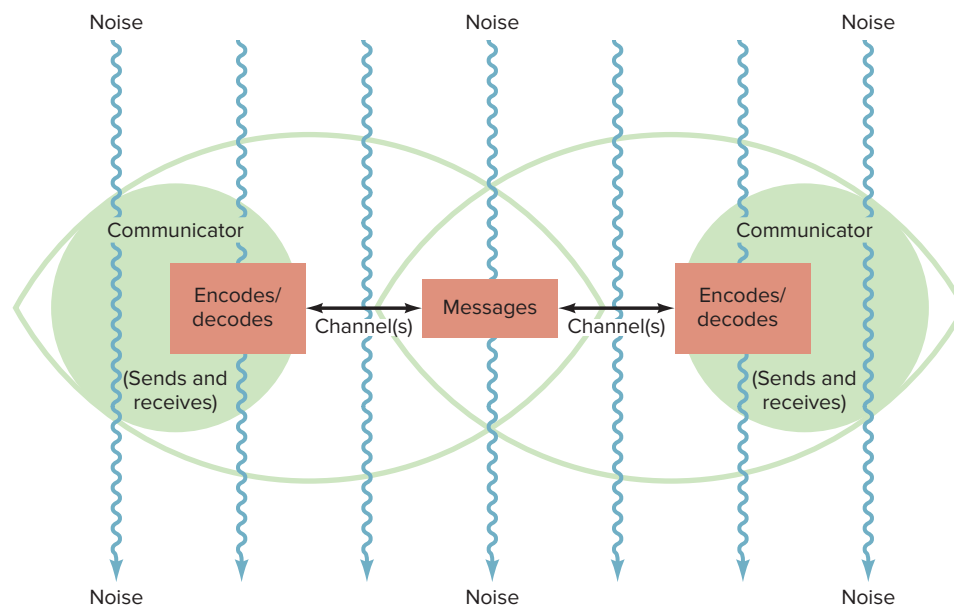 Noise
Noise
Noise
Communicator
Communicator
Encodes/
decodes
Channel(s)
Messages
Channel(s)
Encodes/
decodes
(Sends and
receives)
(Sends and
receives)
Noise
Noise
Noise